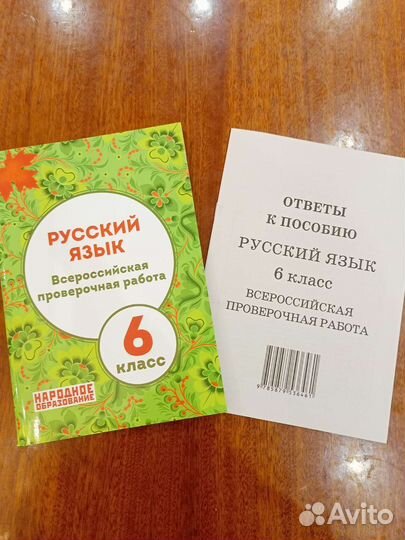 РУССКИЙ
ЯЗЫК
Всероссийская
проверочная работа
6
класс
НАРОДНОЕ
ОБРАЗОВАНИЕ
ОТВЕТЫ
К ПОСОБИЮ
РУССКИЙ ЯЗЫК
6 класс
ВСЕРОССИЙСКАЯ
ПРОВЕРОЧНАЯ РАБОТА
Avito